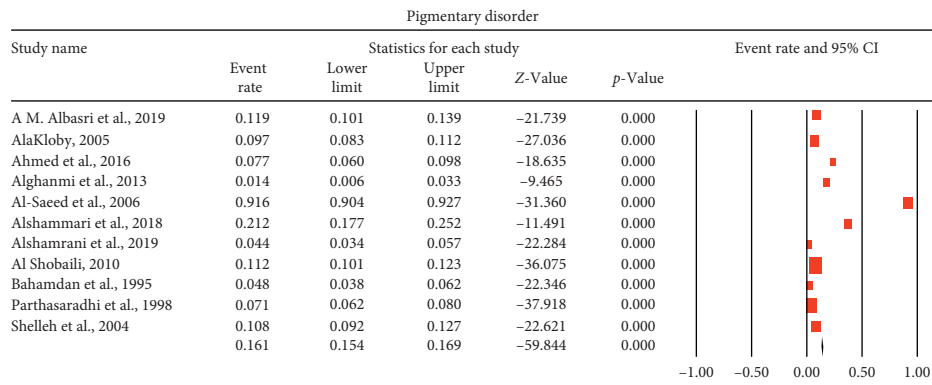 Pigmentary disorder
Study name Statistics for each study Event rate and 95% CI
Event rate Lower limit Upper limit Z-Value p-Value
A M. Albasri et al., 2019 0.119 0.101 0.139 –21.739 0.000
AlaKloby, 2005 0.097 0.083 0.112 –27.036 0.000
Ahmed et al., 2016 0.077 0.060 0.098 –18.635 0.000
Alghanmi et al., 2013 0.014 0.006 0.033 –9.465 0.000
Al-Saeed et al., 2006 0.916 0.904 0.927 –31.360 0.000
Alshammari et al., 2018 0.212 0.177 0.252 –11.491 0.000
Alshamrani et al., 2019 0.044 0.034 0.057 –22.284 0.000
Al Shobaili, 2010 0.112 0.101 0.123 –36.075 0.000
Bahamdan et al., 1995 0.048 0.038 0.062 –22.346 0.000
Parthasaradhi et al., 1998 0.071 0.062 0.080 –37.918 0.000
Shelleh et al., 2004 0.108 0.092 0.127 –22.621 0.000
0.161 0.154 0.169 –59.844 0.000
–1.00 –0.50 0.00 0.50 1.00